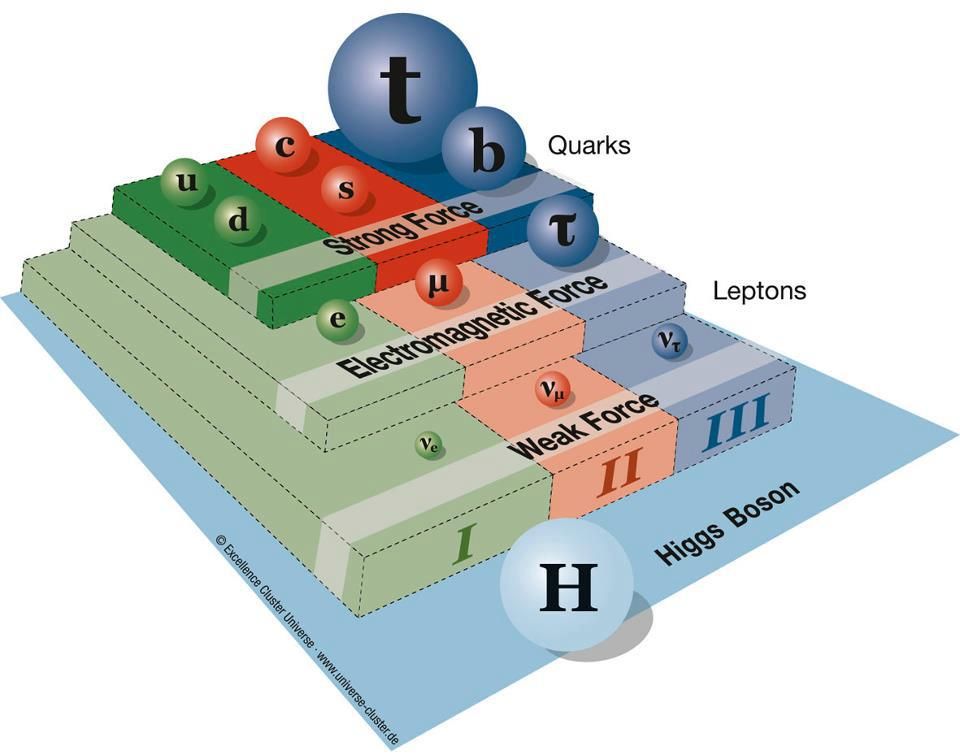 t
b
Quarks
c
s
u
d
Strong Force
τ
μ
e
Electromagnetic Force
Leptons
ντ
νμ
νe
Weak Force
I
II
III
H
Higgs Boson
© Excellence Cluster Universe · www.universe-cluster.de